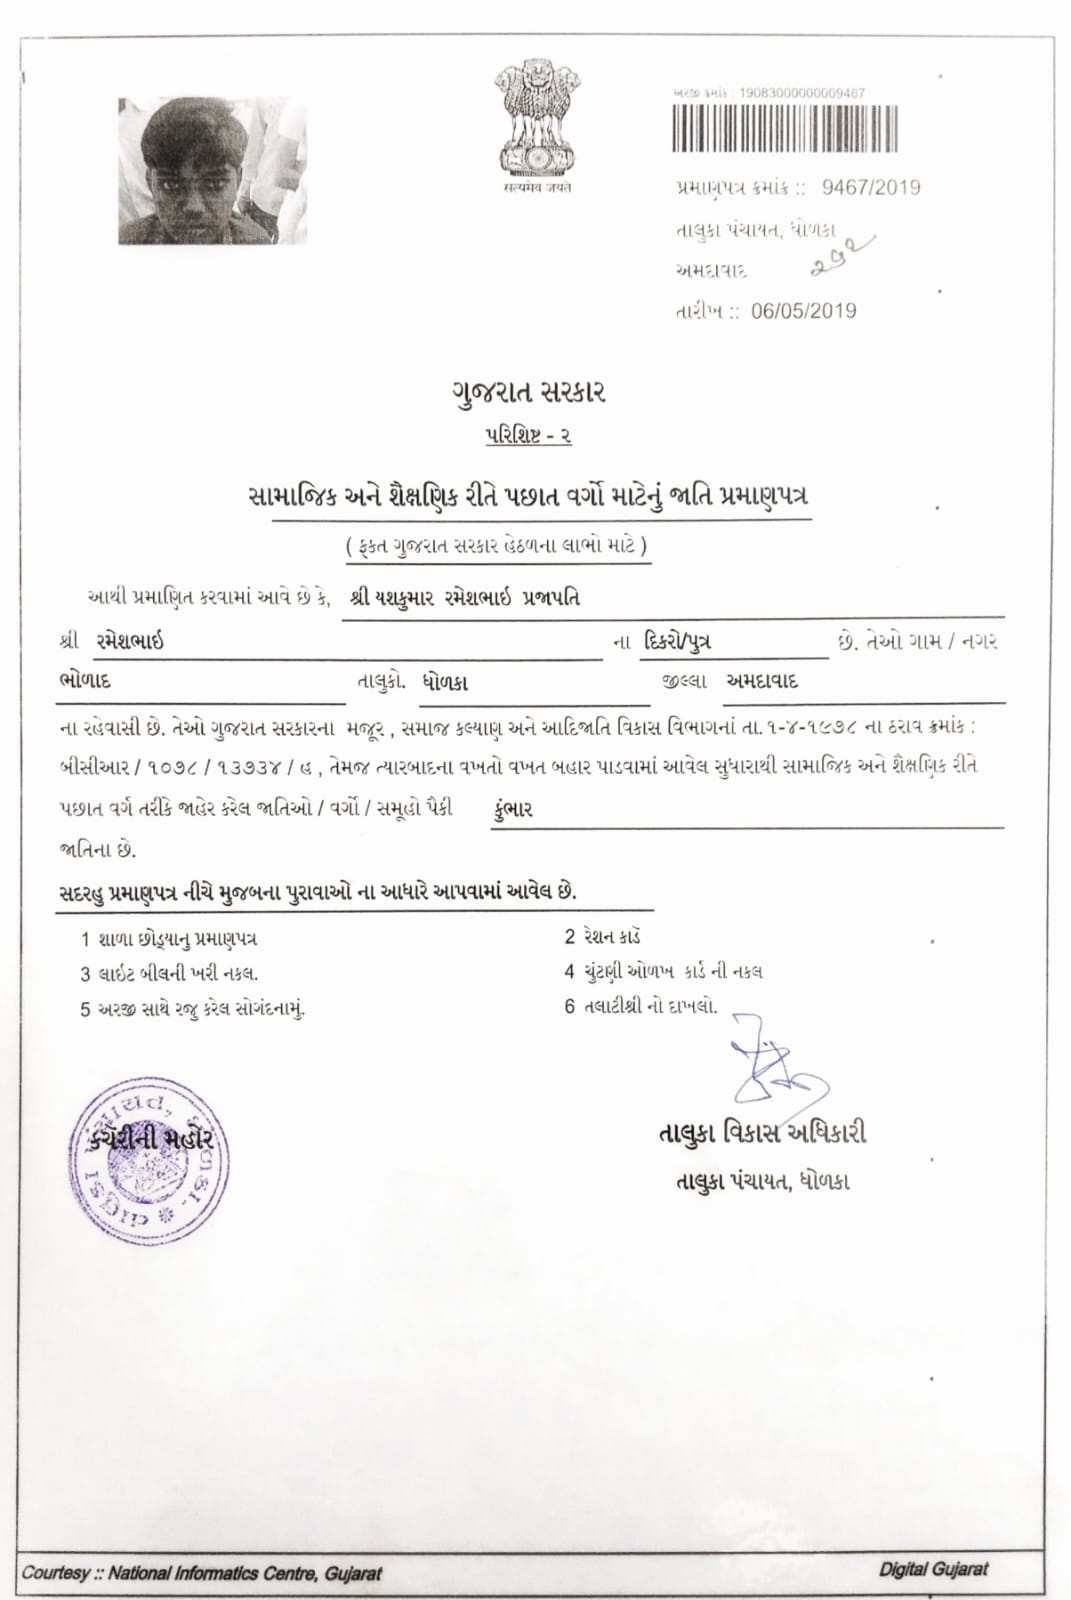 सत्यमेव जयते
અરજી ક્રમાંક : 19083000000009467
પ્રમાણપત્ર ક્રમાંક :: 9467/2019
તાલુકા પંચાયત, ધોળકા
૨૭૨
અમદાવાદ
તારીખ :: 06/05/2019
ગુજરાત સરકાર
પરિશિષ્ટ - ૨
સામાજિક અને શૈક્ષણિક રીતે પછાત વર્ગો માટેનું જાતિ પ્રમાણપત્ર
( ફકત ગુજરાત સરકાર હેઠળના લાભો માટે )
આથી પ્રમાણિત કરવામાં આવે છે કે, શ્રી યશકુમાર રમેશભાઇ પ્રજાપતિ
શ્રી રમેશભાઇ ના દિકરો/પુત્ર છે. તેઓ ગામ / નગર
ભોળાદ તાલુકો. ધોળકા જીલ્લા અમદાવાદ
ના રહેવાસી છે. તેઓ ગુજરાત સરકારના મજૂર , સમાજ કલ્યાણ અને આદિજાતિ વિકાસ વિભાગનાં તા. ૧-૪-૧૯૭૮ ના ઠરાવ ક્રમાંક :
બીસીઆર / ૧૦૭૮ / ૧૩૭૩૪ / હ , તેમજ ત્યારબાદના વખતો વખત બહાર પાડવામાં આવેલ સુધારાથી સામાજિક અને શૈક્ષણિક રીતે
પછાત વર્ગ તરીકે જાહેર કરેલ જાતિઓ / વર્ગો / સમૂહો પૈકી કુંભાર
જાતિના છે.
સદરહુ પ્રમાણપત્ર નીચે મુજબના પુરાવાઓ ના આધારે આપવામાં આવેલ છે.
1 શાળા છોડ્યાનુ પ્રમાણપત્ર 2 રેશન કાર્ડ
3 લાઇટ બીલની ખરી નકલ. 4 ચુંટણી ઓળખ કાર્ડ ની નકલ
5 અરજી સાથે રજુ કરેલ સોગંદનામું. 6 તલાટીશ્રી નો દાખલો.
તાલુકા પંચાયત, ધોળકા.
કચેરીની મહોર
તાલુકા વિકાસ અધિકારી
તાલુકા પંચાયત, ધોળકા
Courtesy :: National Informatics Centre, Gujarat Digital Gujarat